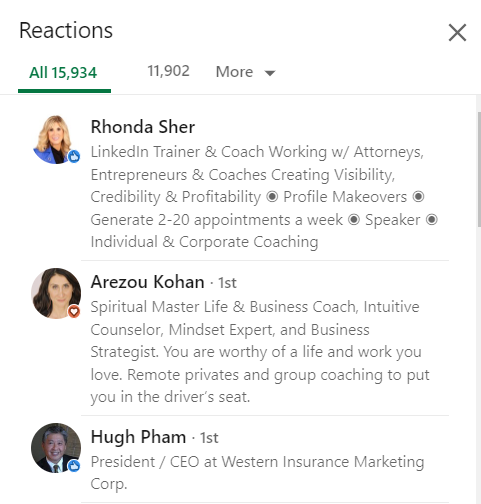 Reactions
All 15,934 11,902 More
Rhonda Sher
LinkedIn Trainer & Coach Working w/ Attorneys,
Entrepreneurs & Coaches Creating Visibility,
Credibility & Profitability ◉ Profile Makeovers ◉
Generate 2-20 appointments a week ◉ Speaker ◉
Individual & Corporate Coaching
Arezou Kohan · 1st
Spiritual Master Life & Business Coach, Intuitive
Counselor, Mindset Expert, and Business
Strategist. You are worthy of a life and work you
love. Remote privates and group coaching to put
you in the driver’s seat.
Hugh Pham · 1st
President / CEO at Western Insurance Marketing
Corp.